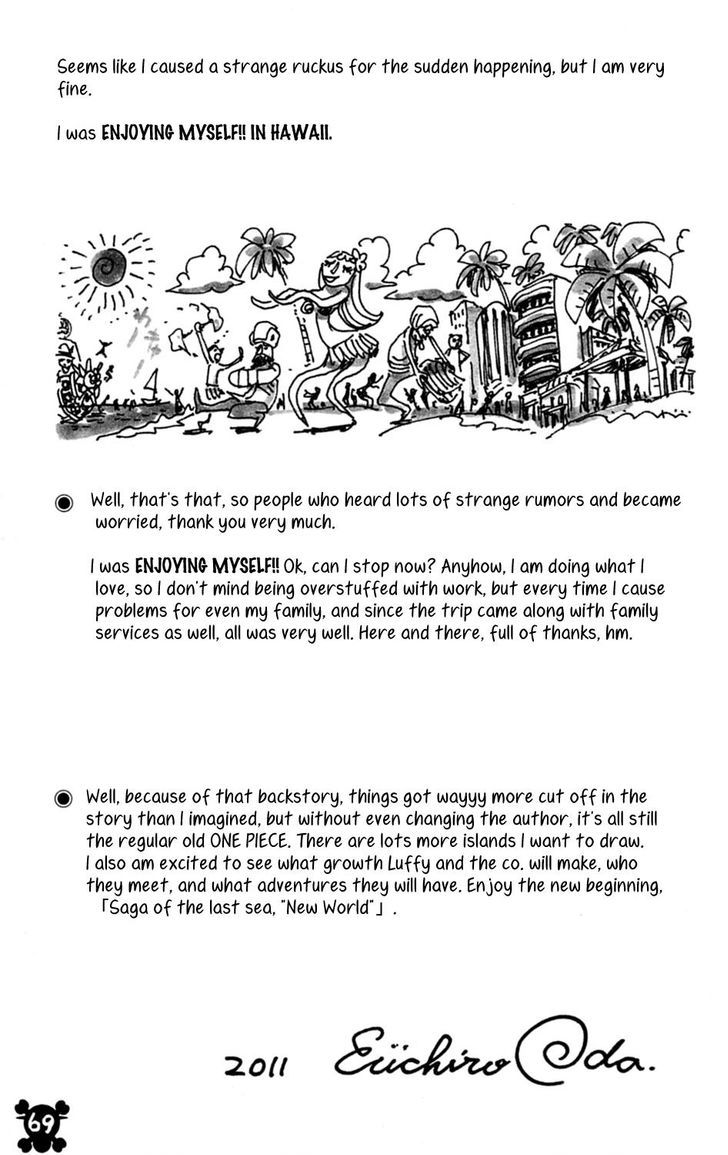 Seems like I caused a strange ruckus for the sudden happening, but I am very
fine.
I was ENJOYING MYSELF!! IN HAWAII.
Well, that's that, so people who heard lots of strange rumors and became
worried, thank you very much.
I was ENJOYING MYSELF!! Ok, can I stop now? Anyhow, I am doing what I
love, so I don't mind being overstuffed with work, but every time I cause
problems for even my family, and since the trip came along with family
services as well, all was very well. Here and there, full of thanks, hm.
Well, because of that backstory, things got wayyy more cut off in the
story than I imagined, but without even changing the author, it's all still
the regular old ONE PIECE. There are lots more islands I want to draw.
I also am excited to see what growth Luffy and the co. will make, who
they meet, and what adventures they will have. Enjoy the new beginning,
「Saga of the last sea, "New World"」.
2011 Eiichiro Oda.
69